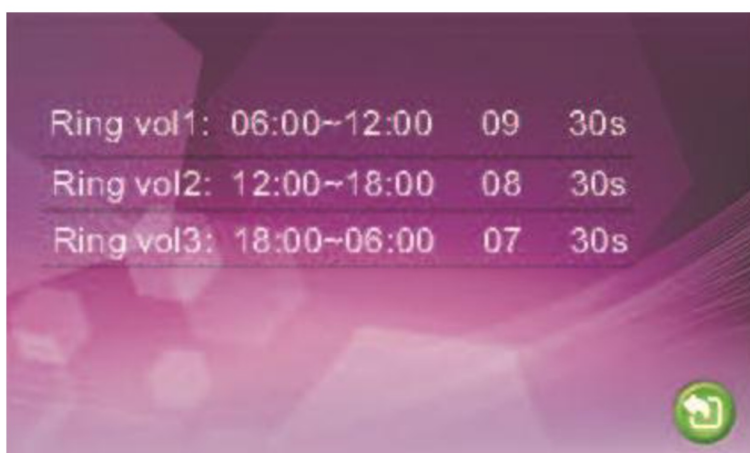 Ring vol1: 06:00~12:00 09 30s
Ring vol2: 12:00~18:00 08 30s
Ring vol3: 18:00~06:00 07 30s